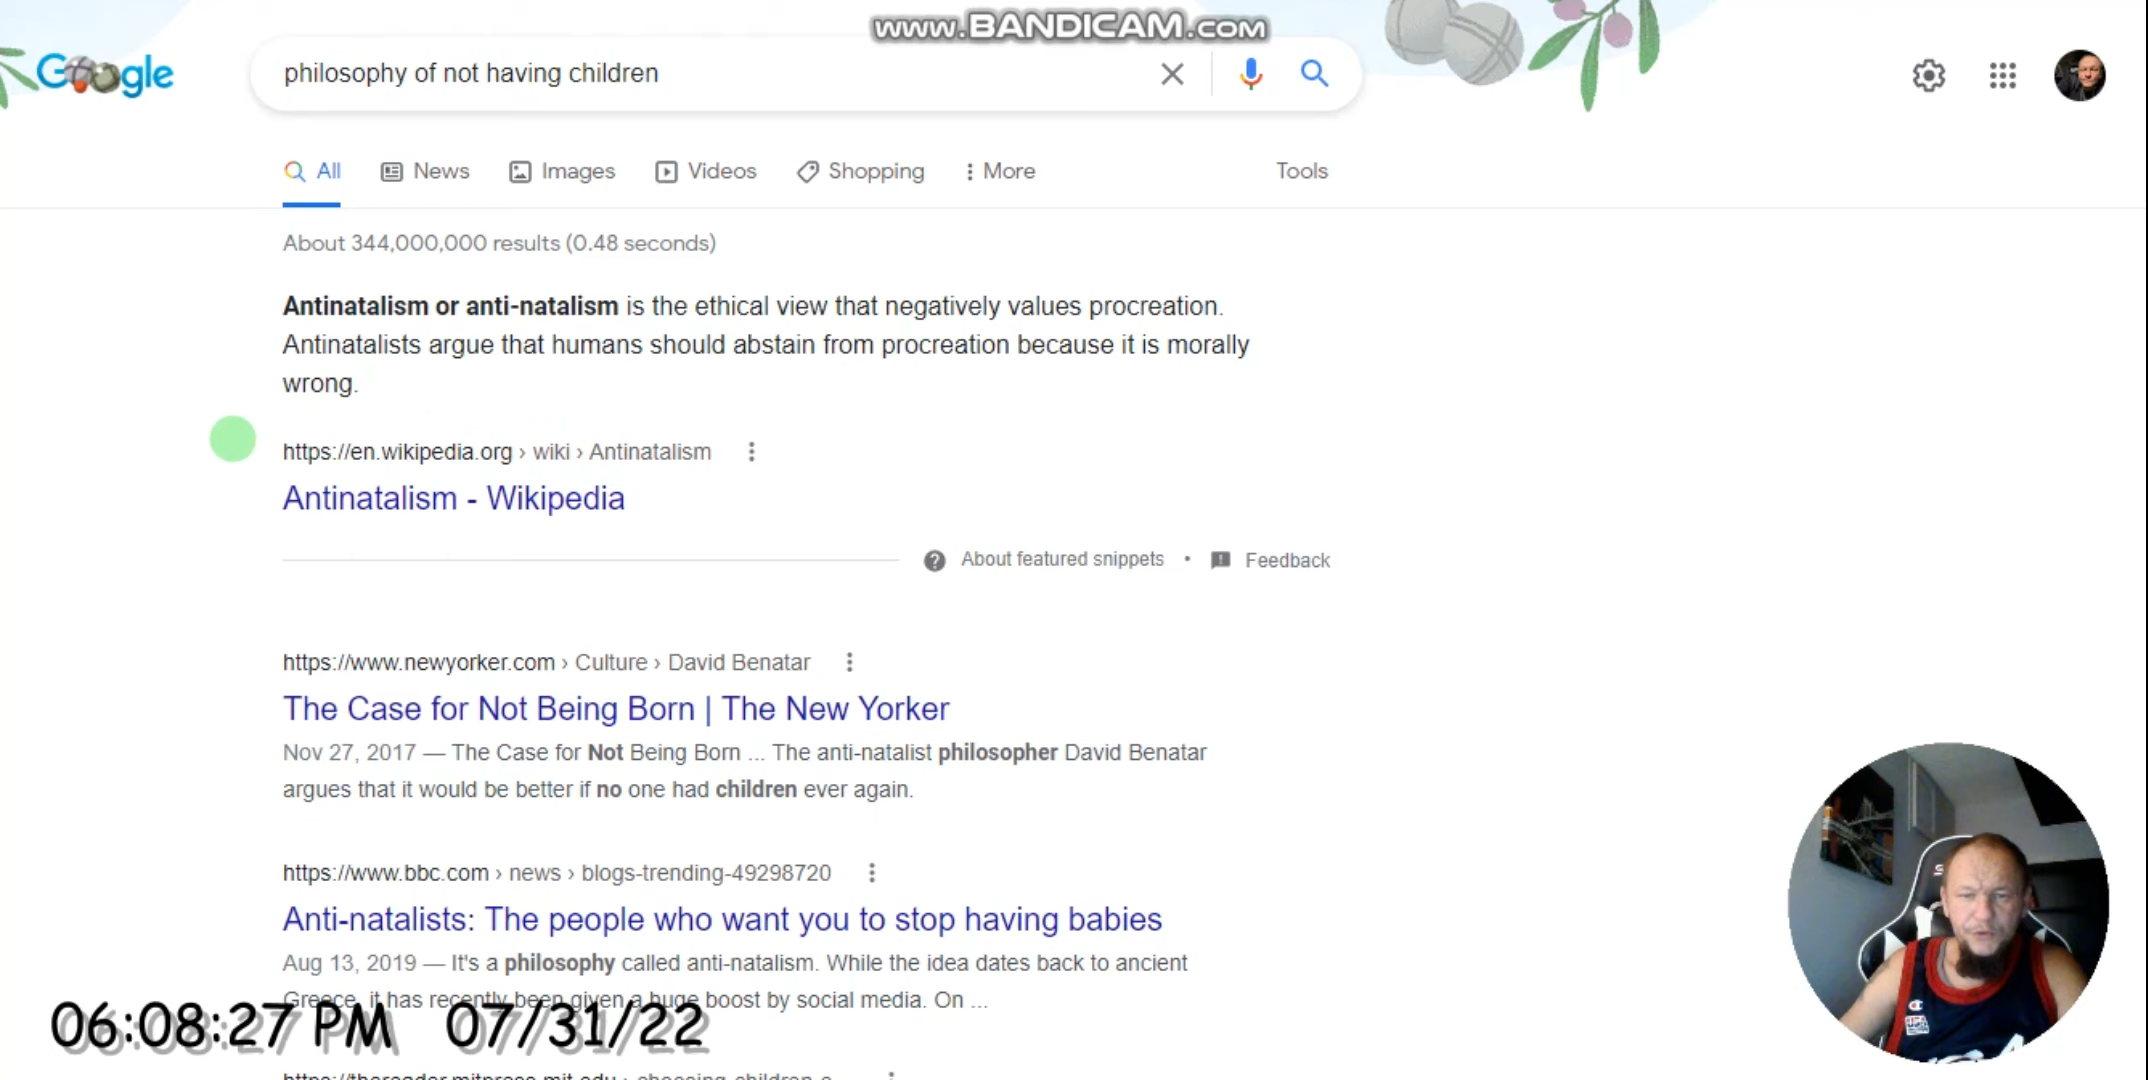 www.BANDICAM.com
Google
philosophy of not having children
All News Images Videos Shopping More Tools
About 344,000,000 results (0.48 seconds)
Antinatalism or anti-natalism is the ethical view that negatively values procreation.
Antinatalists argue that humans should abstain from procreation because it is morally
wrong.
https://en.wikipedia.org › wiki › Antinatalism
Antinatalism - Wikipedia
About featured snippets • Feedback
https://www.newyorker.com › Culture › David Benatar
The Case for Not Being Born | The New Yorker
Nov 27, 2017 — The Case for Not Being Born ... The anti-natalist philosopher David Benatar
argues that it would be better if no one had children ever again.
https://www.bbc.com › news › blogs-trending-49298720
Anti-natalists: The people who want you to stop having babies
Aug 13, 2019 — It's a philosophy called anti-natalism. While the idea dates back to ancient
Greece, it has recently been given a huge boost by social media. On ...
06:08:27 PM 07/31/22
https://thereader.mitpress.mit.edu › choosing-children-e...